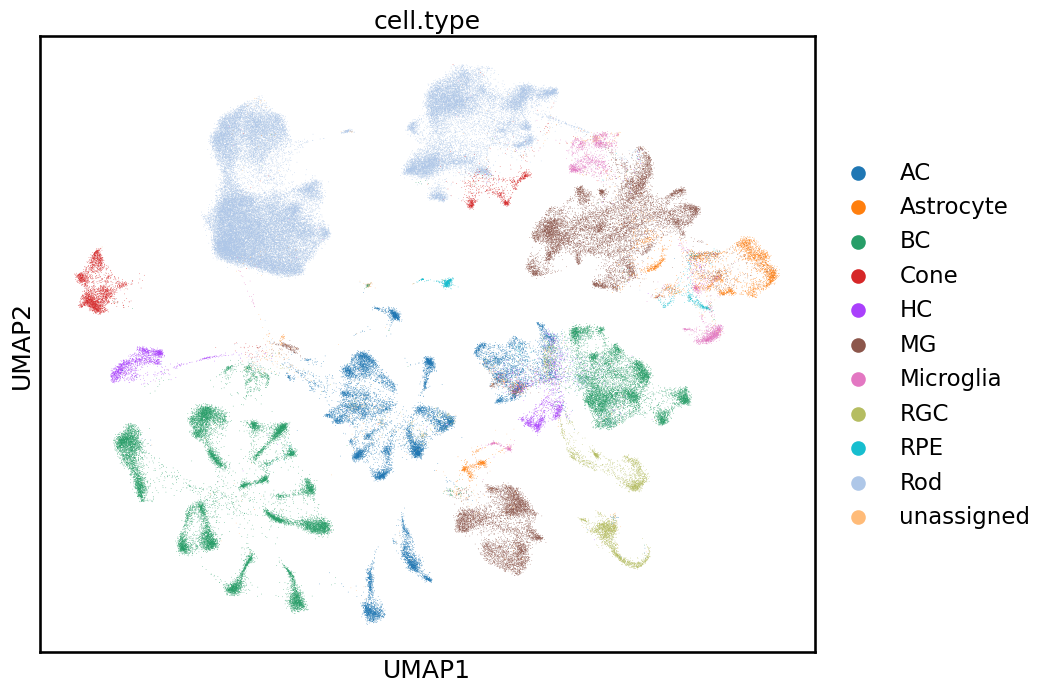 cell.type
UMAP2
UMAP1
AC
Astrocyte
BC
Cone
HC
MG
Microglia
RGC
RPE
Rod
unassigned